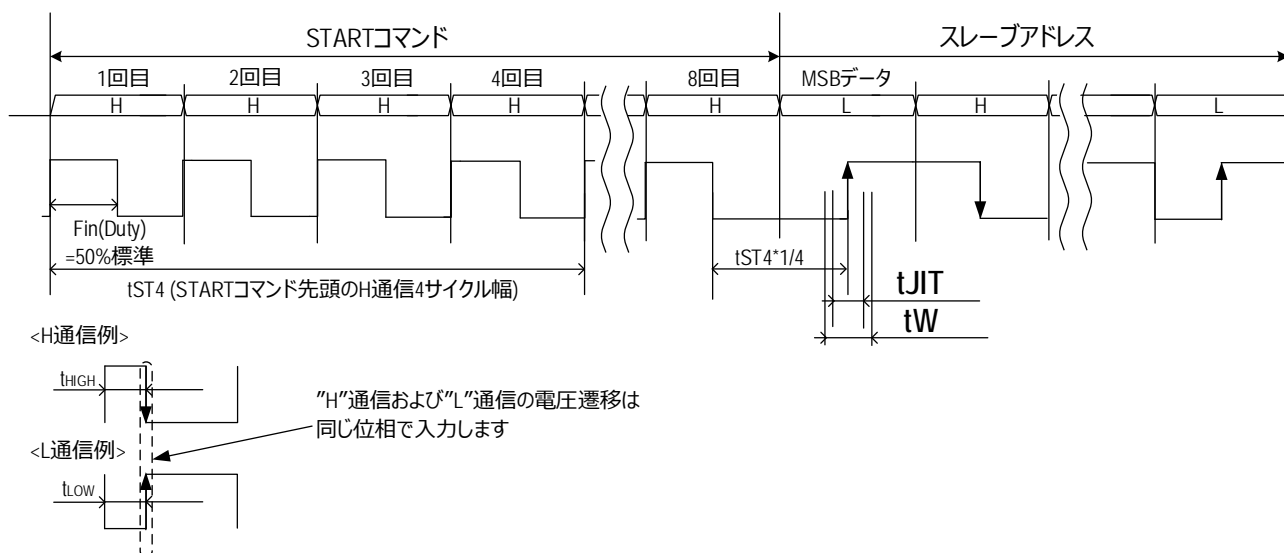 STARTコマンド
スレーブアドレス
1回目
2回目
3回目
4回目
8回目
MSBデータ
H
H
H
H
H
L
H
L
Fin(Duty)
=50%標準
tST4*1/4
tST4 (STARTコマンド先頭のH通信4サイクル幅)
tJIT
tW
<H通信例>
tHIGH
"H"通信および"L"通信の電圧遷移は
同じ位相で入力します
<L通信例>
tLOW